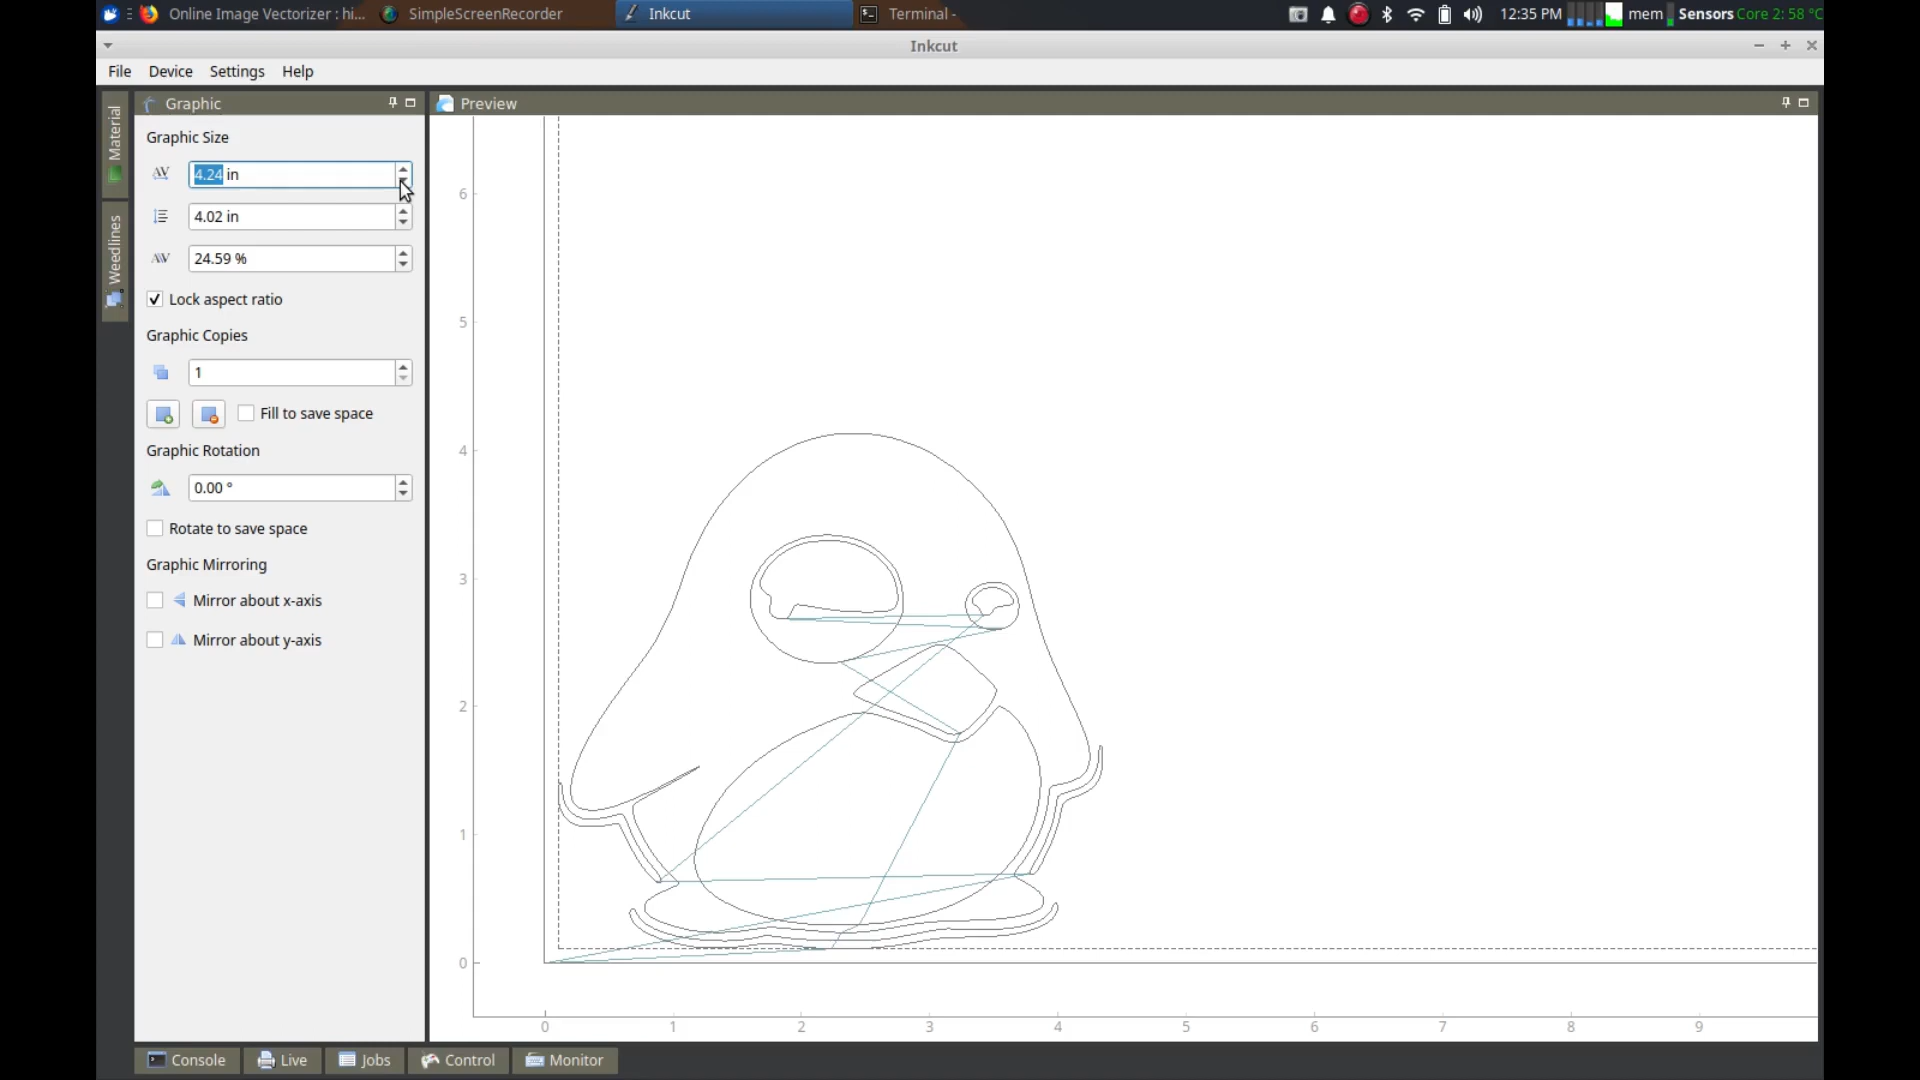 Online Image Vectorizer : hi...
SimpleScreenRecorder
Inkcut
Terminal -
12:35 PM
mem
Sensors Core 2: 58 °C
Inkcut
File Device Settings Help
Material
Weedlines
Graphic
Graphic Size
4.24 in
4.02 in
24.59 %
Lock aspect ratio
Graphic Copies
1
Fill to save space
Graphic Rotation
0.00 °
Rotate to save space
Graphic Mirroring
Mirror about x-axis
Mirror about y-axis
Preview
6
5
4
3
2
1
0
0 1 2 3 4 5 6 7 8 9
Console Live Jobs Control Monitor